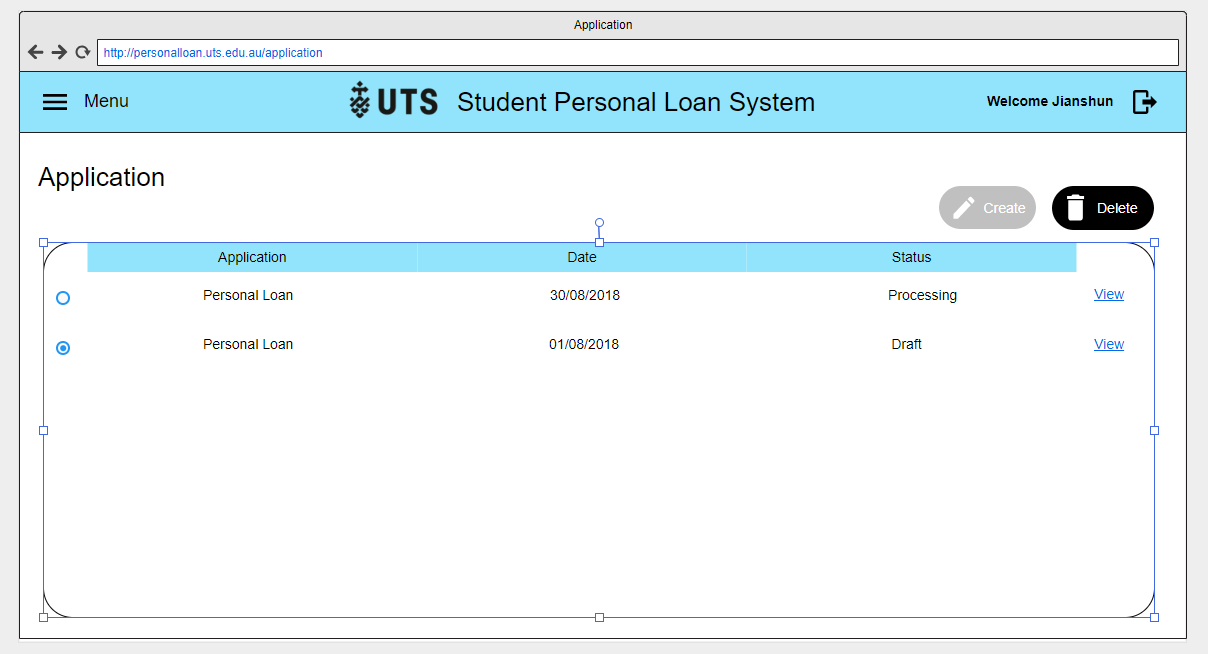 Application
http://personalloan.uts.edu.au/application
Menu
UTS
Student Personal Loan System
Welcome Jianshun
Application
Create
Delete
Application Date Status
Personal Loan 30/08/2018 Processing View
Personal Loan 01/08/2018 Draft View